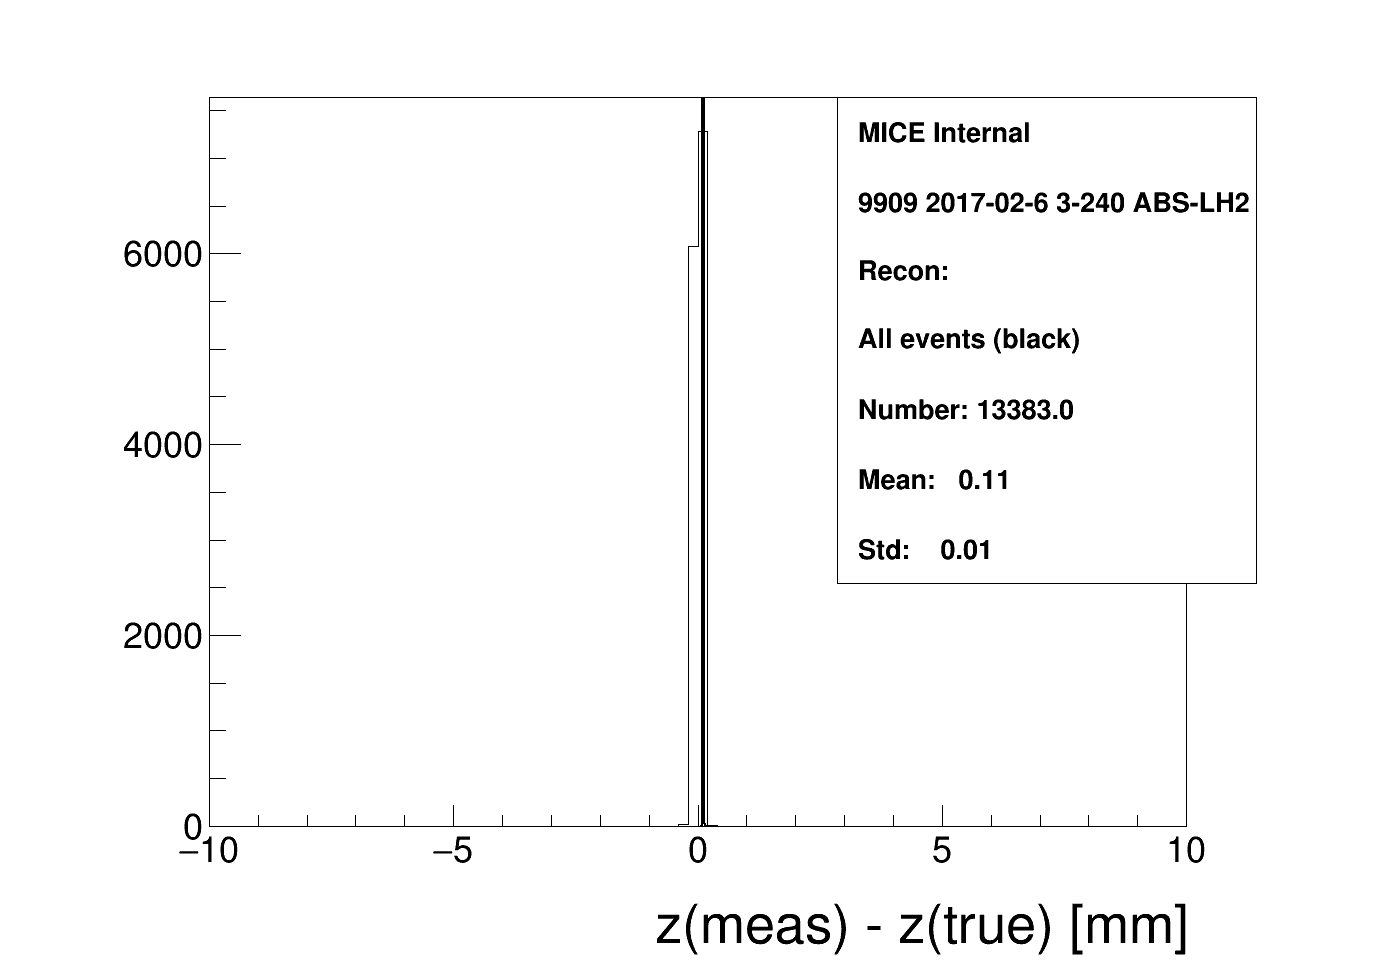 MICE Internal
9909 2017-02-6 3-240 ABS-LH2
Recon:
All events (black)
Number: 13383.0
Mean: 0.11
Std: 0.01
6000
4000
2000
0
−10 −5 0 5 10
z(meas) - z(true) [mm]